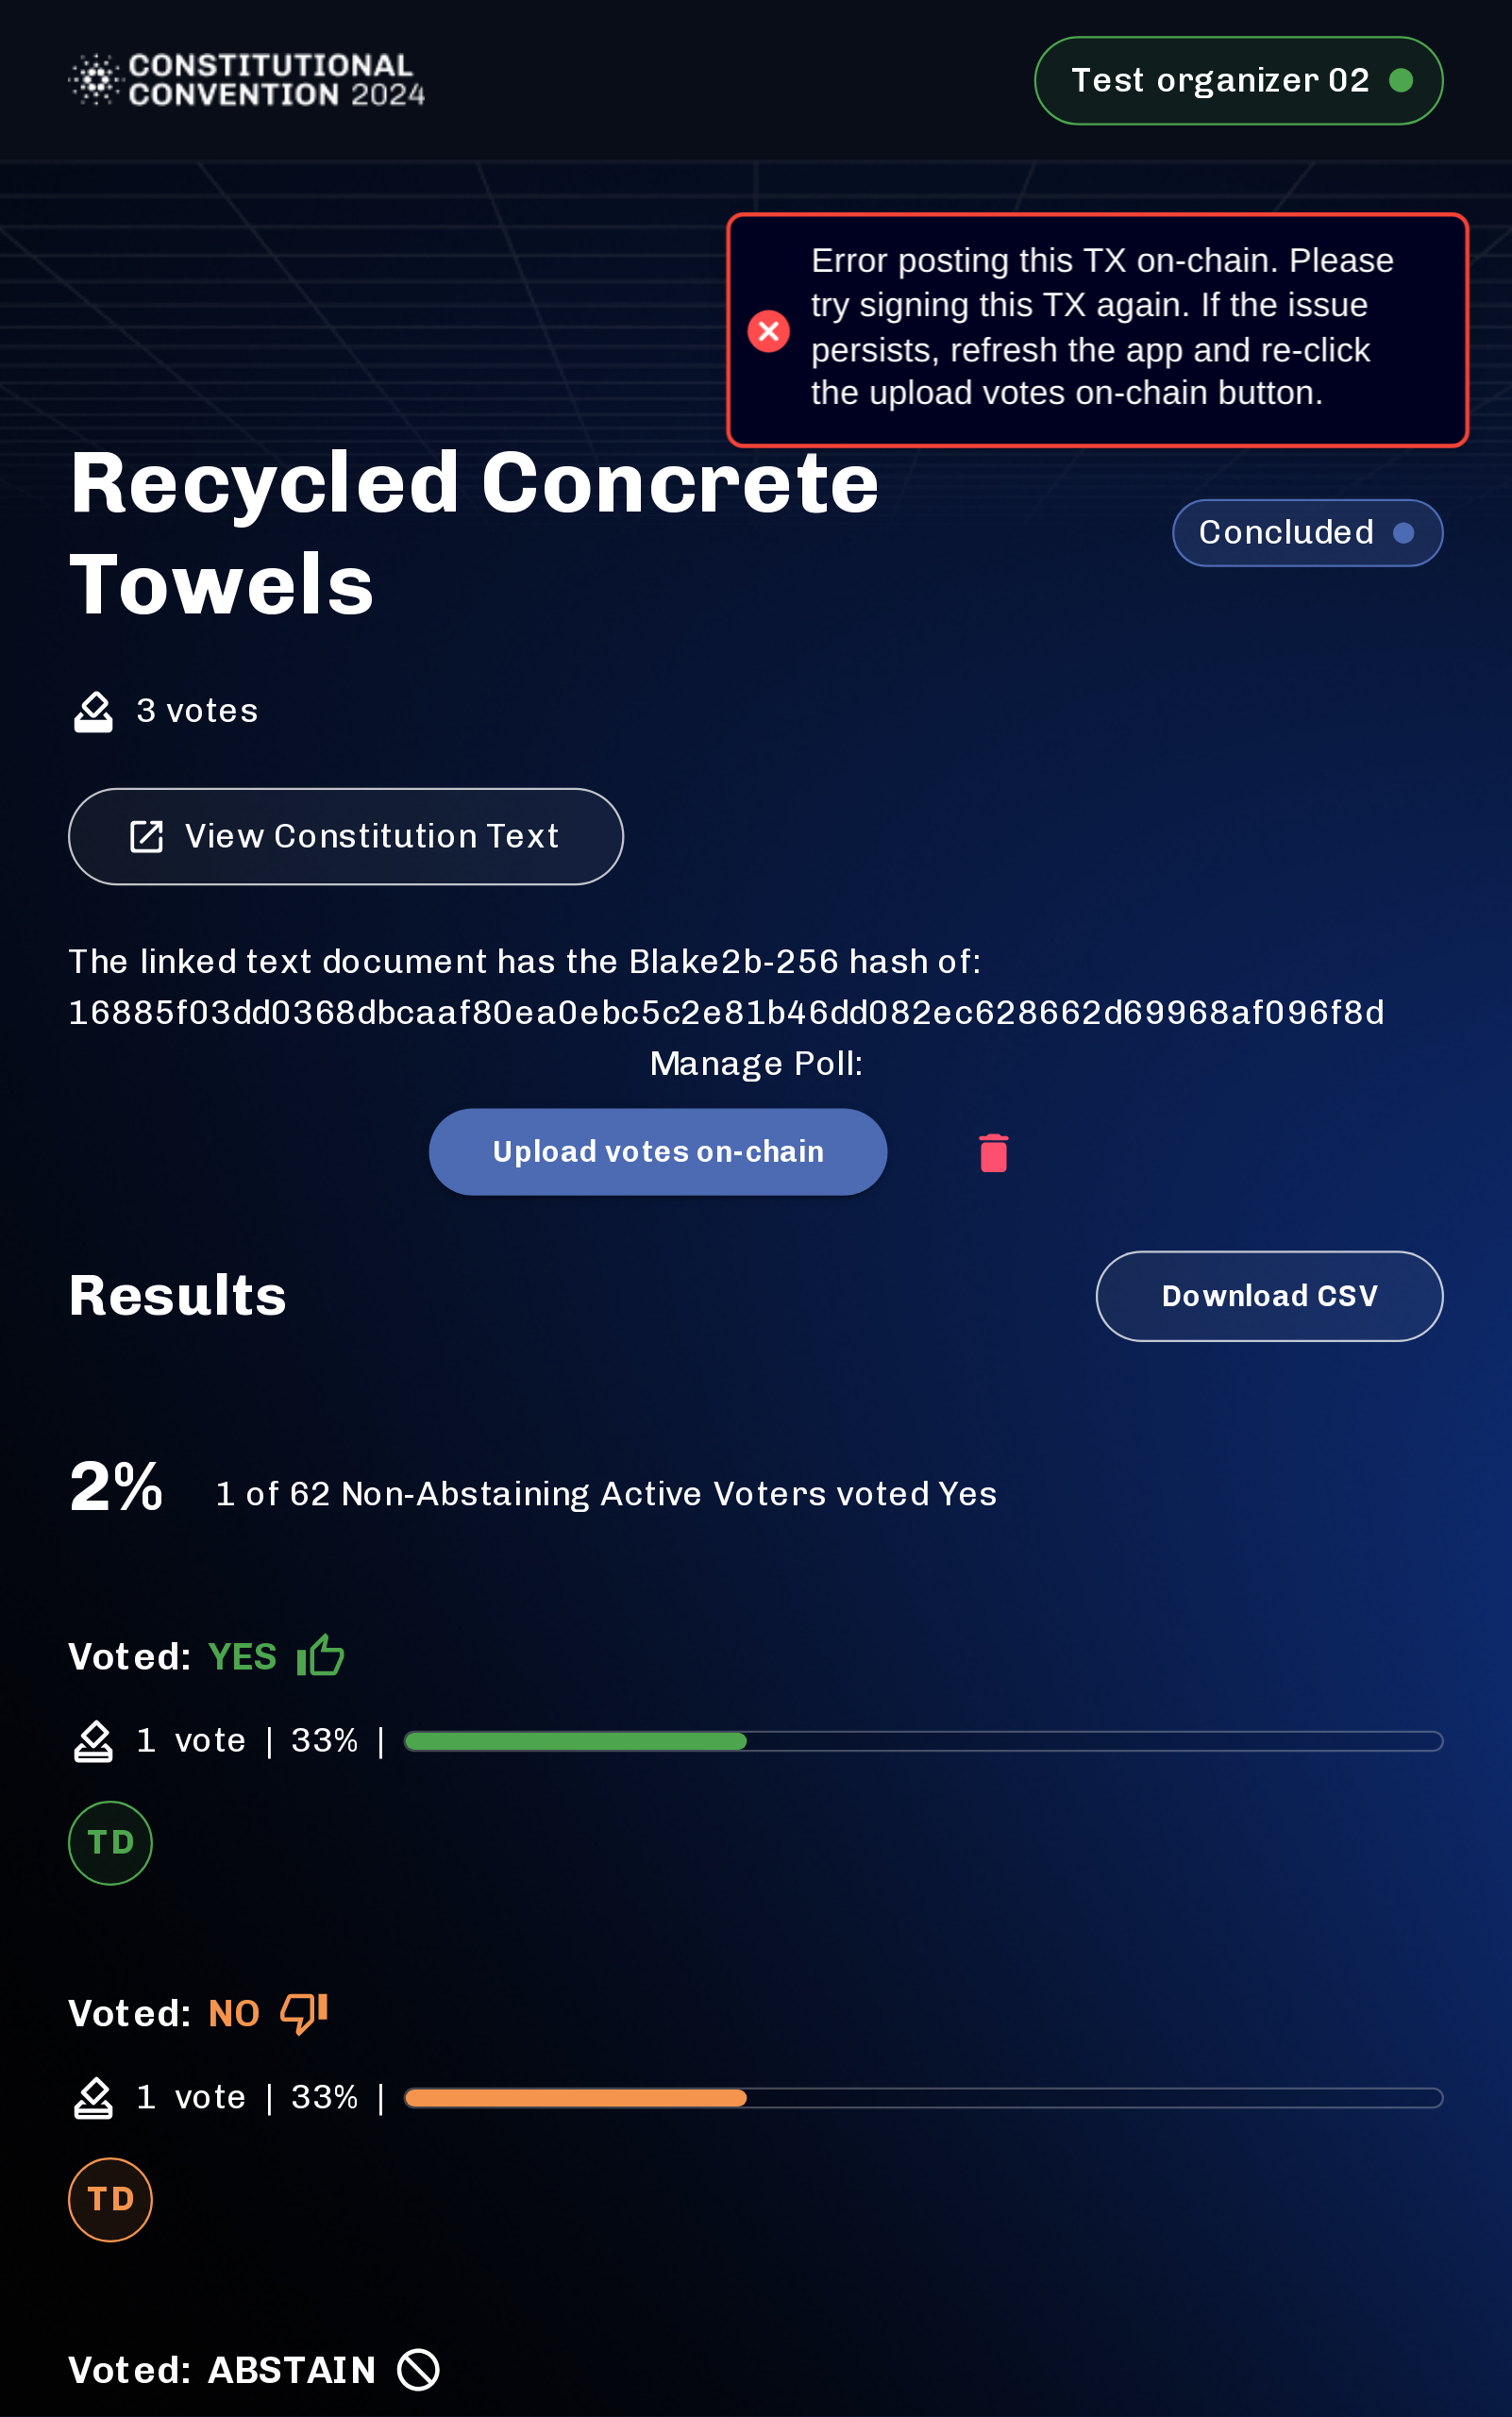 CONSTITUTIONAL
CONVENTION 2024
Test organizer 02
Error posting this TX on-chain. Please
try signing this TX again. If the issue
persists, refresh the app and re-click
the upload votes on-chain button.
Recycled Concrete
Towels
Concluded
3 votes
View Constitution Text
The linked text document has the Blake2b-256 hash of:
16885f03dd0368dbcaaf80ea0ebc5c2e81b46dd082ec628662d69968af096f8d
Manage Poll:
Upload votes on-chain
Results
Download CSV
2%
1 of 62 Non-Abstaining Active Voters voted Yes
Voted: YES
1 vote | 33% |
TD
Voted: NO
1 vote | 33% |
TD
Voted: ABSTAIN